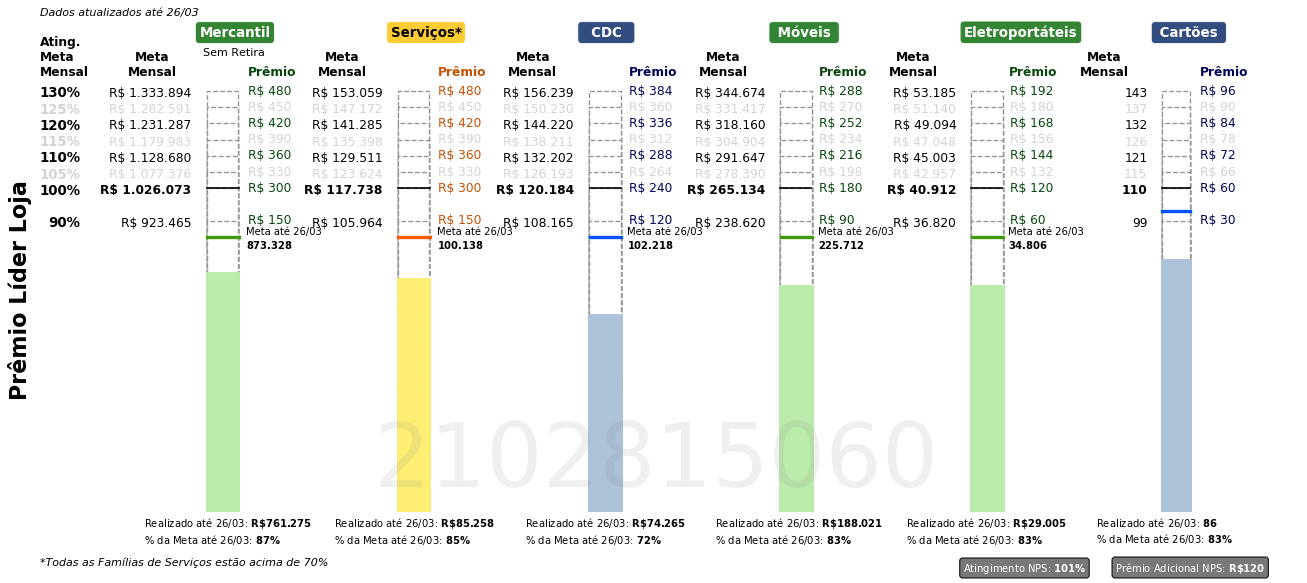 Dados atualizados até 26/03
Mercantil Serviços* CDC Móveis Eletroportáteis Cartões
Sem Retira
Ating. Meta Mensal Meta Mensal Prêmio Meta Mensal Prêmio Meta Mensal Prêmio Meta Mensal Prêmio Meta Mensal Prêmio Meta Mensal Prêmio
130% R$ 1.333.894 R$ 480 R$ 153.059 R$ 480 R$ 156.239 R$ 384 R$ 344.674 R$ 288 R$ 53.185 R$ 192 143 R$ 96
125% R$ 1.282.591 R$ 450 R$ 147.172 R$ 450 R$ 150.230 R$ 360 R$ 331.417 R$ 270 R$ 51.140 R$ 180 137 R$ 90
120% R$ 1.231.287 R$ 420 R$ 141.285 R$ 420 R$ 144.220 R$ 336 R$ 318.160 R$ 252 R$ 49.094 R$ 168 132 R$ 84
115% R$ 1.179.983 R$ 390 R$ 135.398 R$ 390 R$ 138.211 R$ 312 R$ 304.904 R$ 234 R$ 47.048 R$ 156 126 R$ 78
110% R$ 1.128.680 R$ 360 R$ 129.511 R$ 360 R$ 132.202 R$ 288 R$ 291.647 R$ 216 R$ 45.003 R$ 144 121 R$ 72
105% R$ 1.077.376 R$ 330 R$ 123.624 R$ 330 R$ 126.193 R$ 264 R$ 278.390 R$ 198 R$ 42.957 R$ 132 115 R$ 66
100% R$ 1.026.073 R$ 300 R$ 117.738 R$ 300 R$ 120.184 R$ 240 R$ 265.134 R$ 180 R$ 40.912 R$ 120 110 R$ 60
90% R$ 923.465 R$ 150 R$ 105.964 R$ 150 R$ 108.165 R$ 120 R$ 238.620 R$ 90 R$ 36.820 R$ 60 99 R$ 30
Meta até 26/03 Meta até 26/03 Meta até 26/03 Meta até 26/03 Meta até 26/03
873.328 100.138 102.218 225.712 34.806
Prêmio Líder Loja
2102815060
Realizado até 26/03: R$761.275 Realizado até 26/03: R$85.258 Realizado até 26/03: R$74.265 Realizado até 26/03: R$188.021 Realizado até 26/03: R$29.005 Realizado até 26/03: 86
% da Meta até 26/03: 87% % da Meta até 26/03: 85% % da Meta até 26/03: 72% % da Meta até 26/03: 83% % da Meta até 26/03: 83% % da Meta até 26/03: 83%
*Todas as Famílias de Serviços estão acima de 70%
Atingimento NPS: 101% Prêmio Adicional NPS: R$120